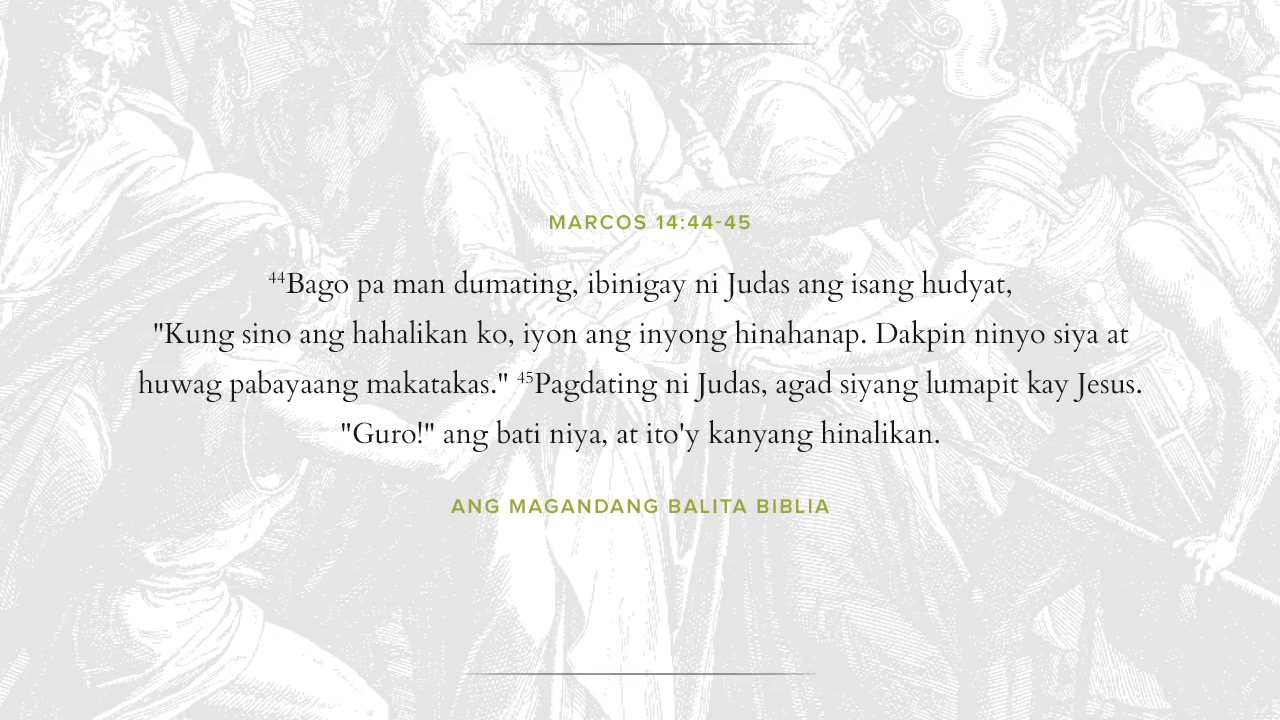 MARCOS 14:44-45
⁴⁴Bago pa man dumating, ibinigay ni Judas ang isang hudyat,
"Kung sino ang hahalikan ko, iyon ang inyong hinahanap. Dakpin ninyo siya at
huwag pabayaang makatakas." ⁴⁵Pagdating ni Judas, agad siyang lumapit kay Jesus.
"Guro!" ang bati niya, at ito'y kanyang hinalikan.
ANG MAGANDANG BALITA BIBLIA